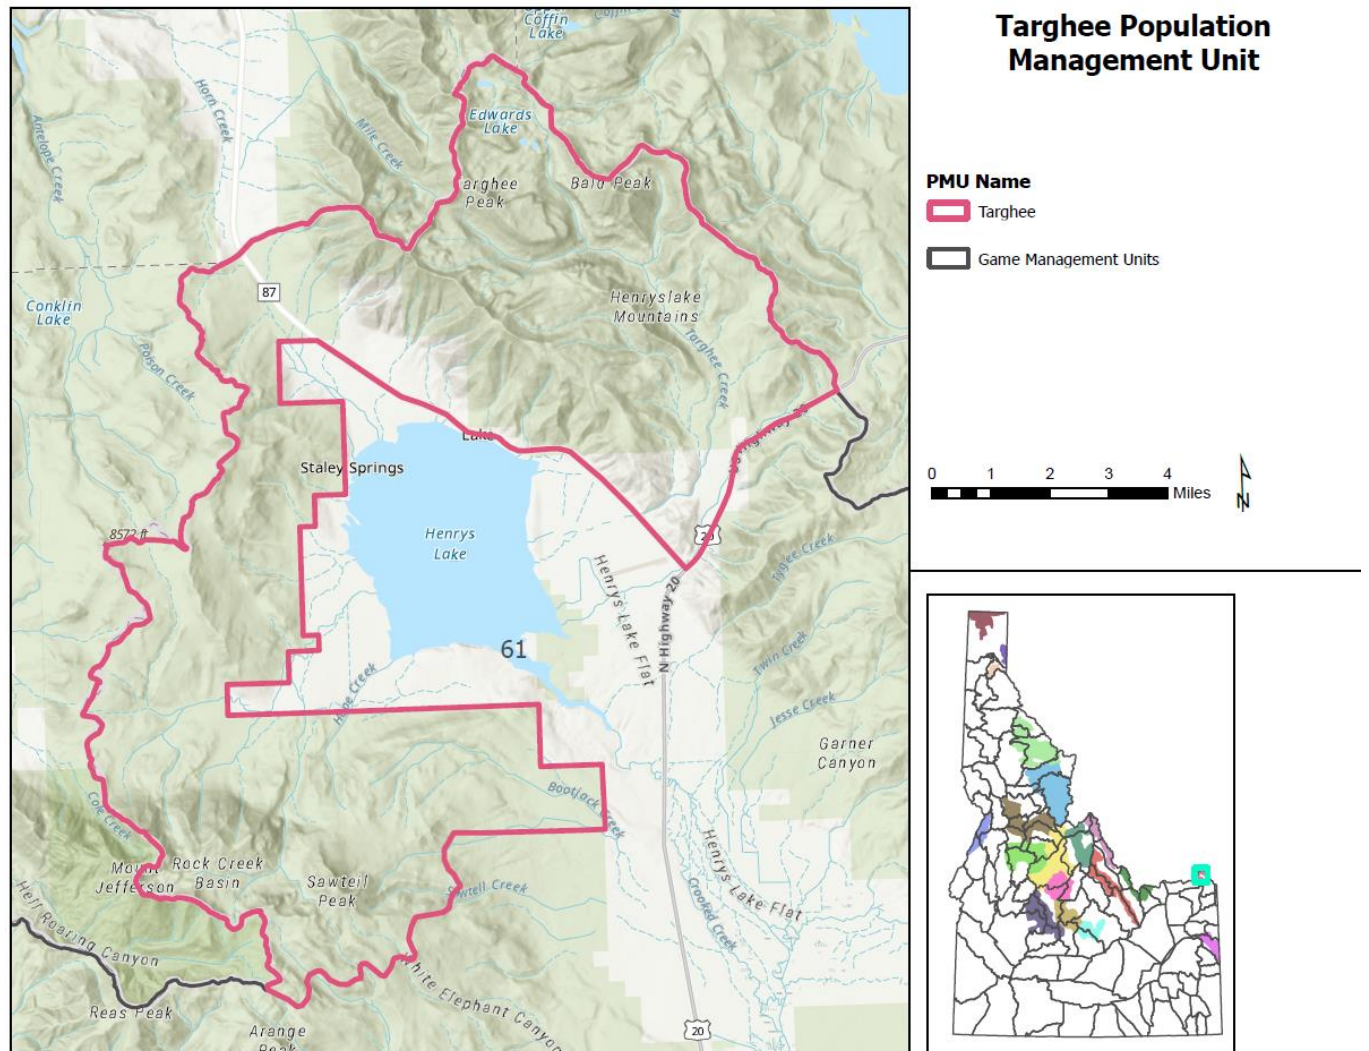 Targhee Population
Management Unit
PMU Name
Targhee
Game Management Units
0 1 2 3 4
Miles
N
Coffin
Lake
Horn Creek
Antelope Creek
Mile Creek
Edwards
Lake
arghee
Peak
Bald Peak
87
Conklin
Lake
Poison Creek
Henryslake
Mountains
Targhee Creek
Lake
Staley Springs
Henrys
Lake
8572 ft
20
Tygee Creek
Henrys Lake Flat
N Highway 20
61
Twin Creek
Hope Creek
Jesse Creek
Garner
Canyon
Cole Creek
Bootjack Creek
Mount
Jefferson
Rock Creek
Basin
Sawtell
Peak
Sawtell Creek
Henrys Lake Flat
Crooked Creek
Hell Roaring Canyon
White Elephant Canyon
Reas Peak
Arange
Peak
20